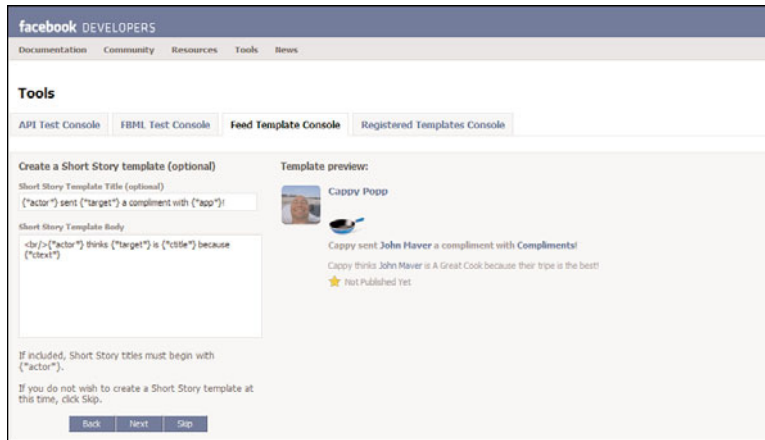 facebook DEVELOPERS
Documentation Community Resources Tools News
Tools
API Test Console FBML Test Console Feed Template Console Registered Templates Console
Create a Short Story template (optional)
Short Story Template Title (optional)
{*actor*} sent {*target*} a compliment with {*app*}!
Short Story Template Body
<br/>{*actor*} thinks {*target*} is {*ctitle*} because
{*ctext*}
If included, Short Story titles must begin with
{*actor*}.
If you do not wish to create a Short Story template at
this time, click Skip.
Back Next Skip
Template preview:
Cappy Popp
Cappy sent John Maver a compliment with Compliments!
Cappy thinks John Maver is A Great Cook because their tripe is the best!
Not Published Yet